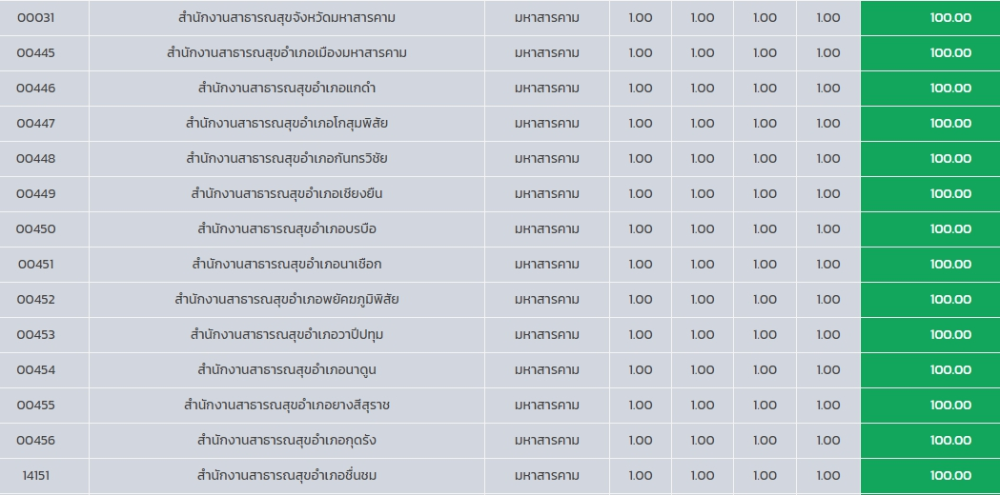 00031 สำนักงานสาธารณสุขจังหวัดมหาสารคาม มหาสารคาม 1.00 1.00 1.00 1.00 100.00
00445 สำนักงานสาธารณสุขอำเภอเมืองมหาสารคาม มหาสารคาม 1.00 1.00 1.00 1.00 100.00
00446 สำนักงานสาธารณสุขอำเภอแกดำ มหาสารคาม 1.00 1.00 1.00 1.00 100.00
00447 สำนักงานสาธารณสุขอำเภอโกสุมพิสัย มหาสารคาม 1.00 1.00 1.00 1.00 100.00
00448 สำนักงานสาธารณสุขอำเภอกันทรวิชัย มหาสารคาม 1.00 1.00 1.00 1.00 100.00
00449 สำนักงานสาธารณสุขอำเภอเชียงยืน มหาสารคาม 1.00 1.00 1.00 1.00 100.00
00450 สำนักงานสาธารณสุขอำเภอบรบือ มหาสารคาม 1.00 1.00 1.00 1.00 100.00
00451 สำนักงานสาธารณสุขอำเภอนาเชือก มหาสารคาม 1.00 1.00 1.00 1.00 100.00
00452 สำนักงานสาธารณสุขอำเภอพยัคฆภูมิพิสัย มหาสารคาม 1.00 1.00 1.00 1.00 100.00
00453 สำนักงานสาธารณสุขอำเภอวาปีปทุม มหาสารคาม 1.00 1.00 1.00 1.00 100.00
00454 สำนักงานสาธารณสุขอำเภอนาดูน มหาสารคาม 1.00 1.00 1.00 1.00 100.00
00455 สำนักงานสาธารณสุขอำเภอยางสีสุราช มหาสารคาม 1.00 1.00 1.00 1.00 100.00
00456 สำนักงานสาธารณสุขอำเภอกุดรัง มหาสารคาม 1.00 1.00 1.00 1.00 100.00
14151 สำนักงานสาธารณสุขอำเภอชื่นชม มหาสารคาม 1.00 1.00 1.00 1.00 100.00